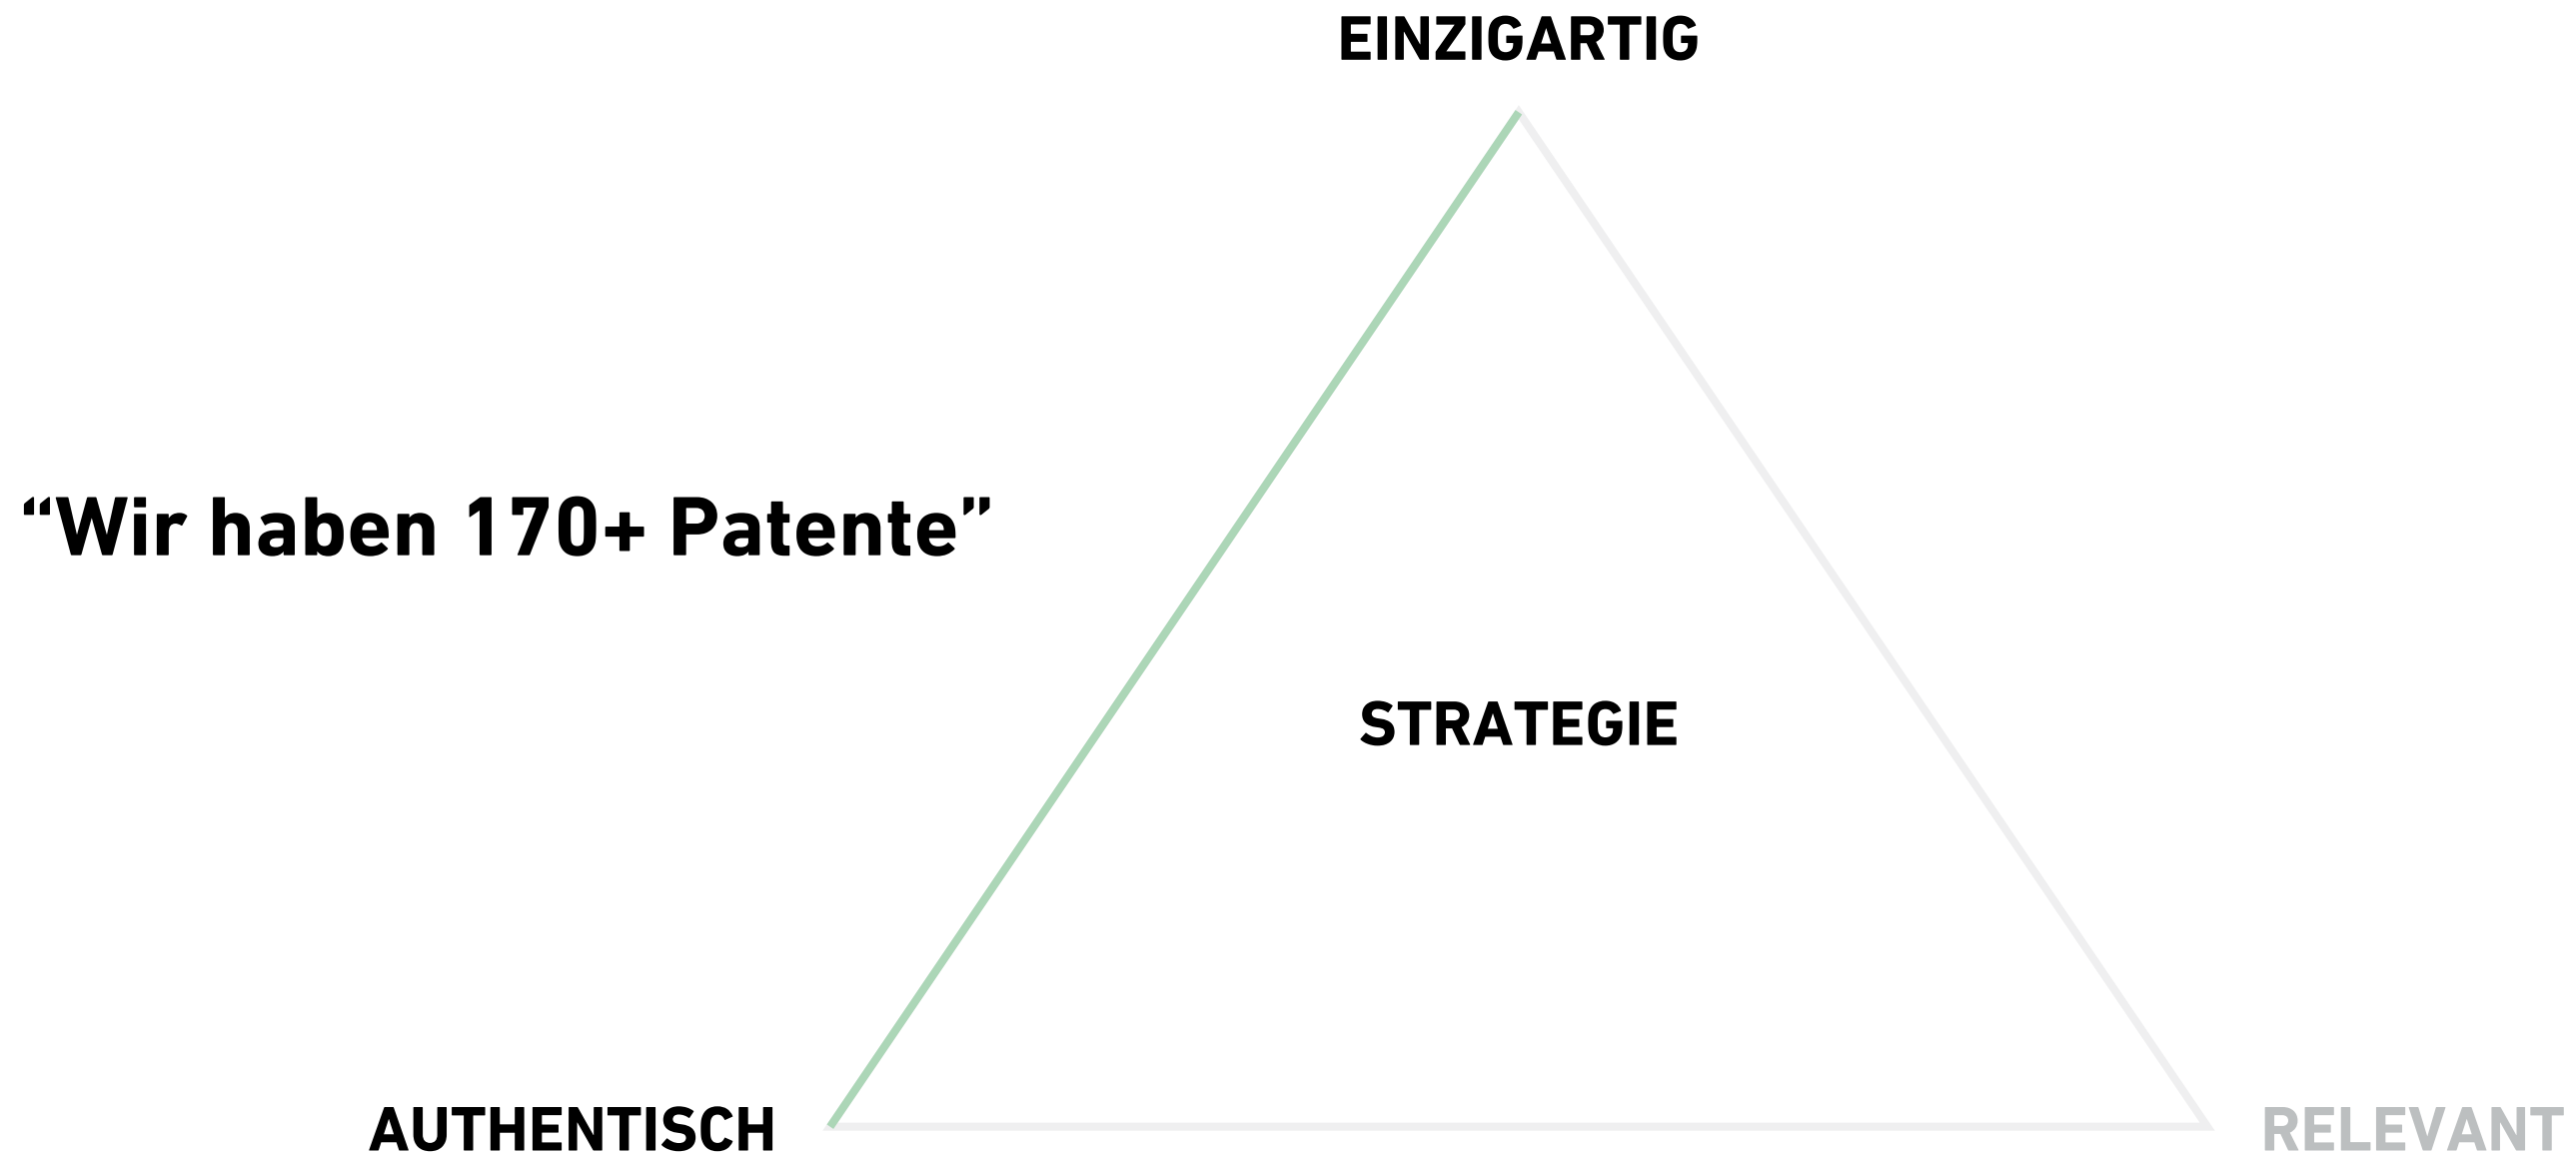 EINZIGARTIG
“Wir haben 170+ Patente”
STRATEGIE
AUTHENTISCH
RELEVANT